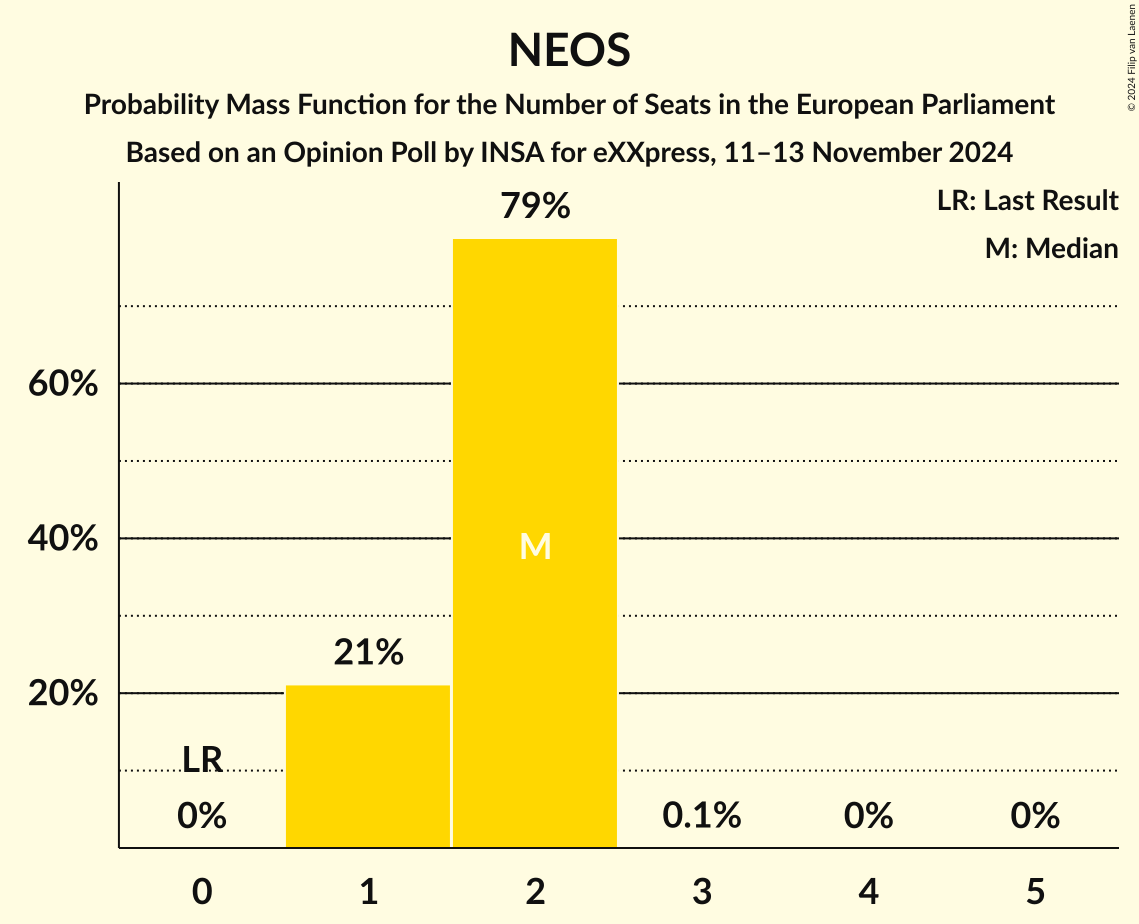 NEOS
Probability Mass Function for the Number of Seats in the European Parliament
Based on an Opinion Poll by INSA for eXXpress, 11–13 November 2024
© 2024 Filip van Laenen
LR: Last Result
M: Median
79%
60%
40%
20%
M
21%
LR
0%
0.1%
0%
0%
0 1 2 3 4 5